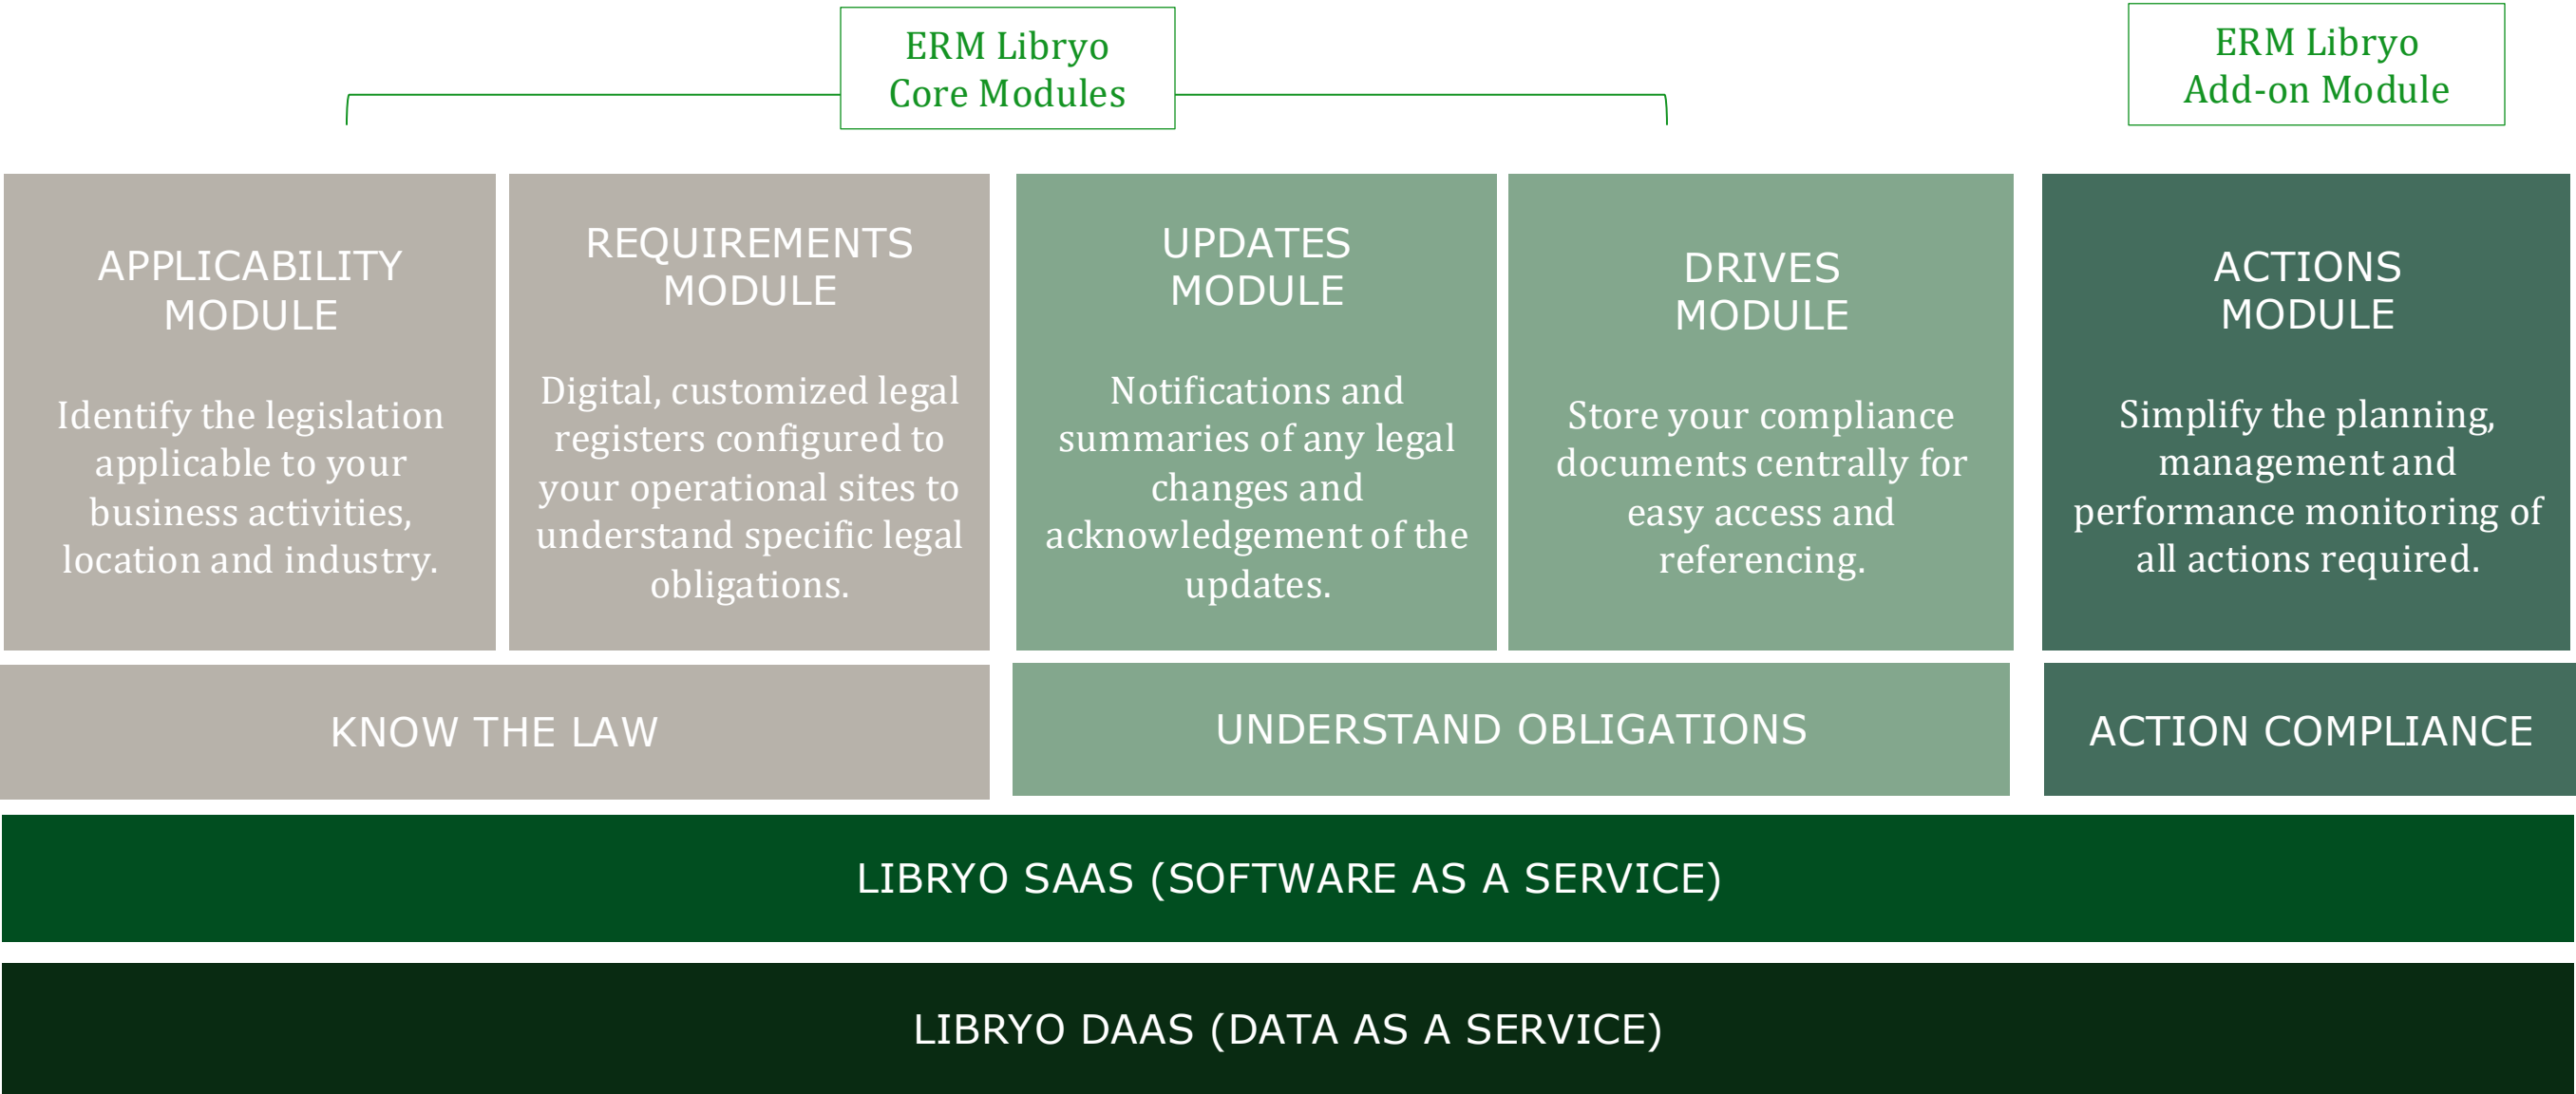 ERM Libryo
Core Modules
ERM Libryo
Add-on Module
APPLICABILITY
MODULE
Identify the legislation
applicable to your
business activities,
location and industry.
REQUIREMENTS
MODULE
Digital, customized legal
registers configured to
your operational sites to
understand specific legal
obligations.
UPDATES
MODULE
Notifications and
summaries of any legal
changes and
acknowledgement of the
updates.
DRIVES
MODULE
Store your compliance
documents centrally for
easy access and
referencing.
ACTIONS
MODULE
Simplify the planning,
management and
performance monitoring of
all actions required.
KNOW THE LAW
UNDERSTAND OBLIGATIONS
ACTION COMPLIANCE
LIBRYO SAAS (SOFTWARE AS A SERVICE)
LIBRYO DAAS (DATA AS A SERVICE)